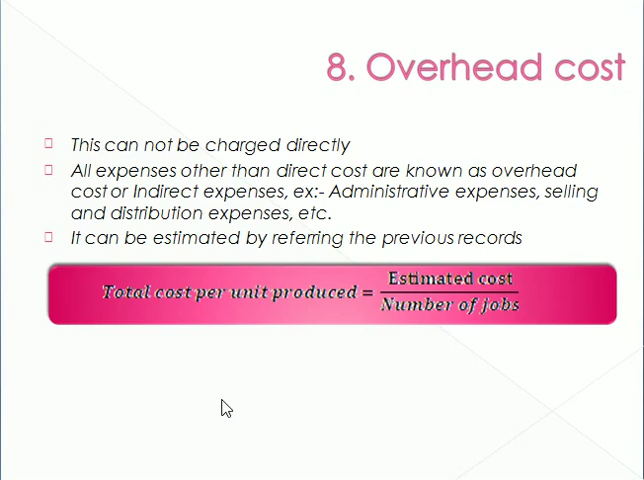 8. Overhead cost
This can not be charged directly
All expenses other than direct cost are known as overhead
cost or Indirect expenses, ex:- Administrative expenses, selling
and distribution expenses, etc.
It can be estimated by referring the previous records
Total cost per unit produced = Estimated cost / Number of jobs